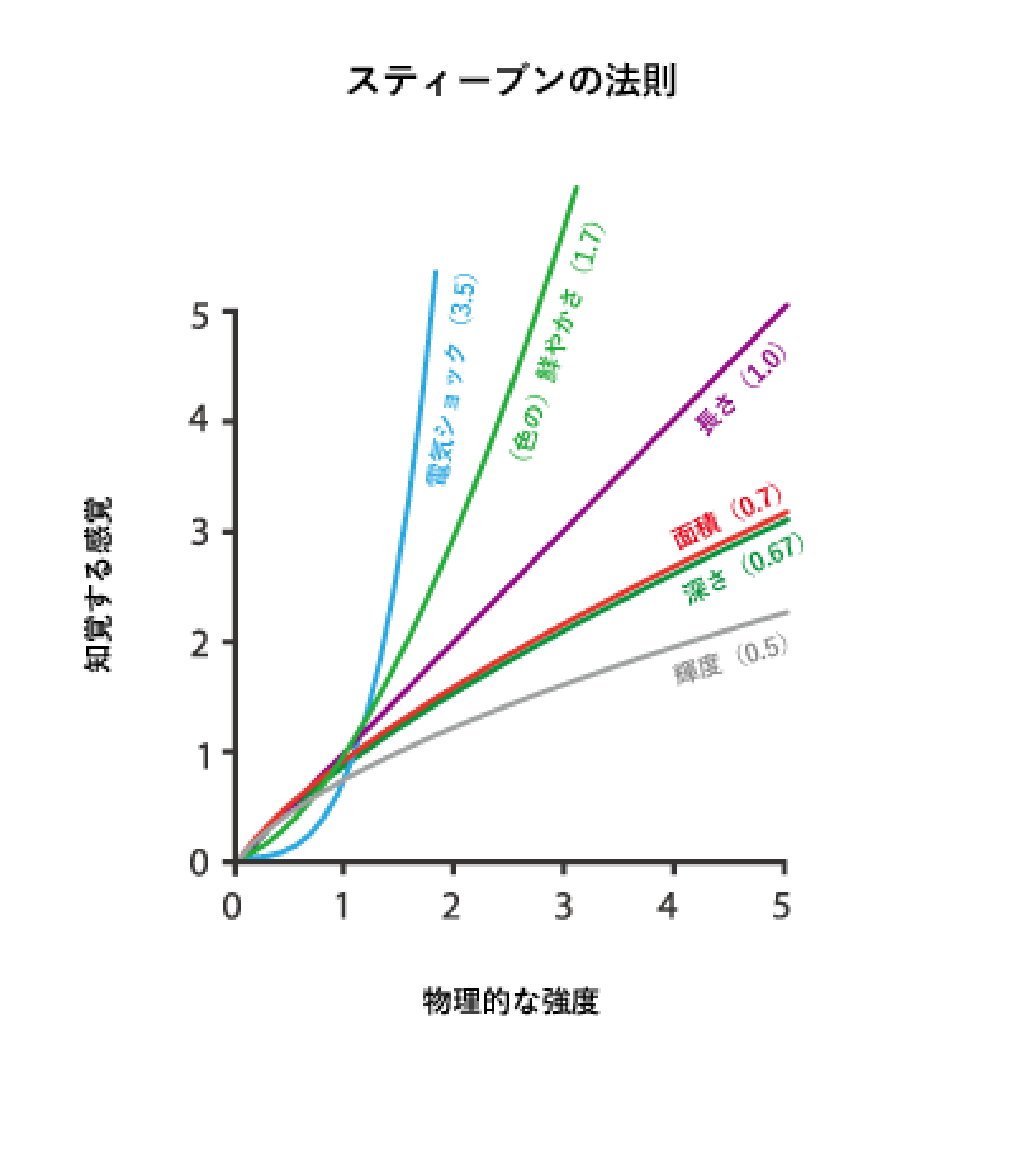 スティーブンの法則
電気ショック（3.5）
（色の）鮮やかさ（1.7）
長さ（1.0）
面積（0.7）
深さ（0.67）
輝度（0.5）
知覚する感覚
5
4
3
2
1
0
0 1 2 3 4 5
物理的な強度